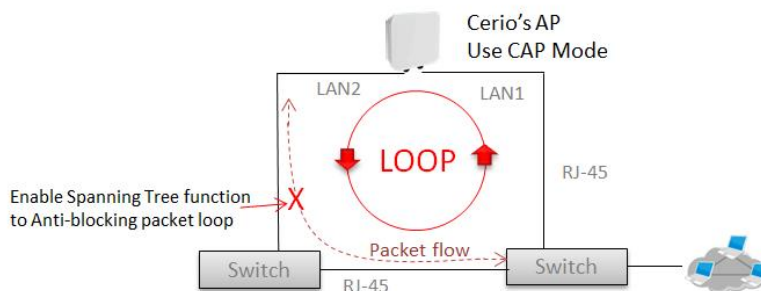 Cerio's AP
Use CAP Mode
LAN2
LAN1
LOOP
RJ-45
Enable Spanning Tree function
to Anti-blocking packet loop
X
Packet flow
Switch
Switch
RJ-45